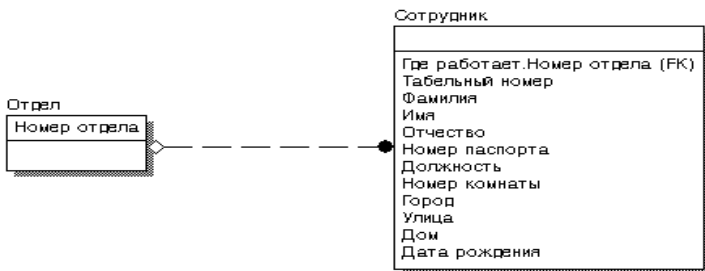 Сотрудник
Где работает.Номер отдела (FK)
Табельный номер
Фамилия
Имя
Отчество
Номер паспорта
Должность
Номер комнаты
Город
Улица
Дом
Дата рождения
Отдел
Номер отдела